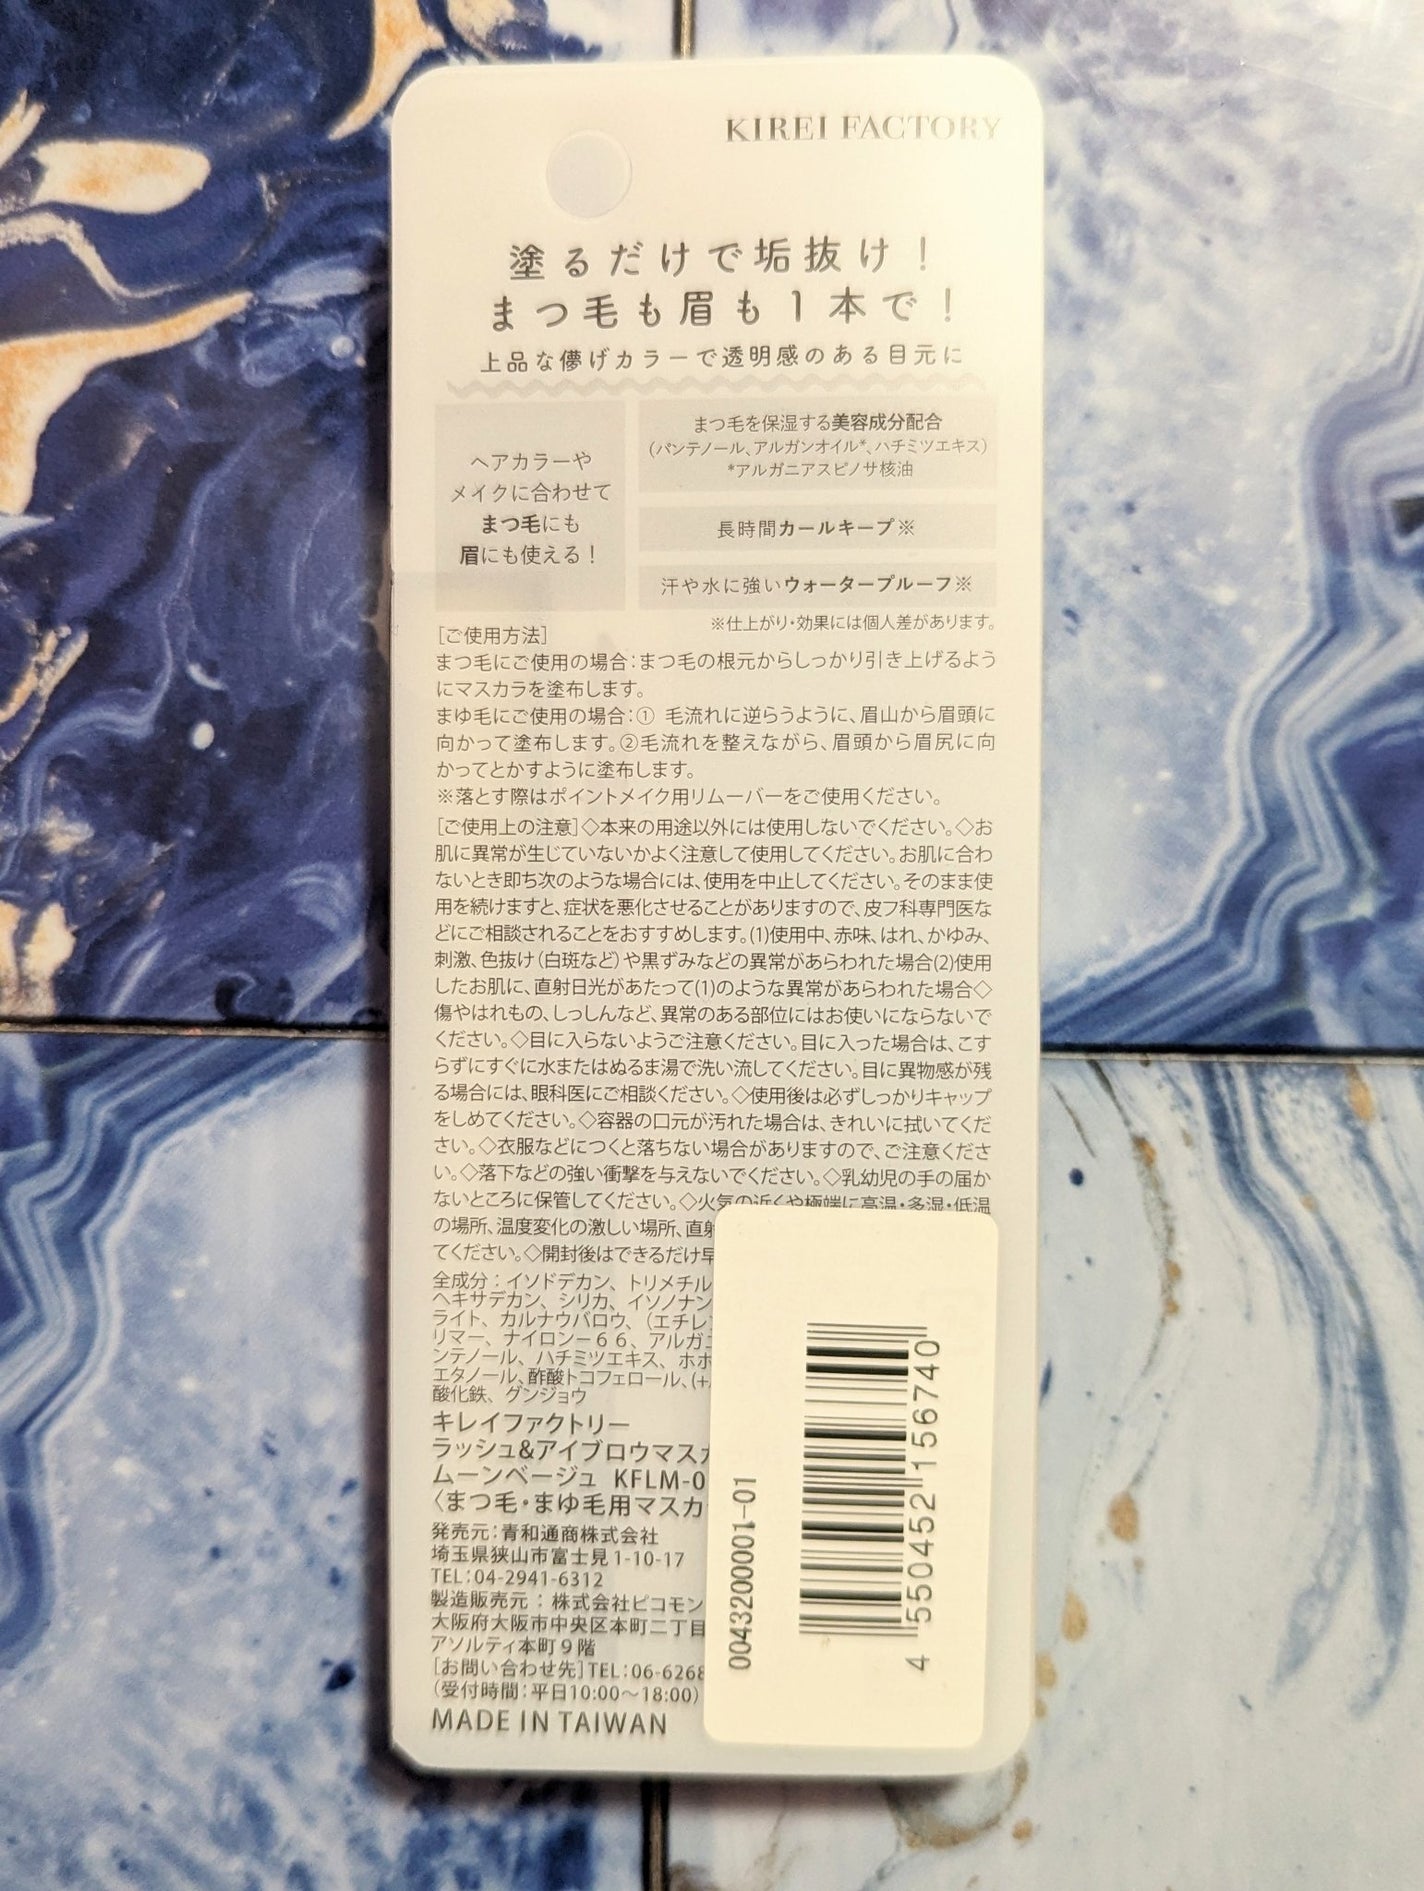 KIREI FACTORY
塗るだけで垢抜け！
まつ毛も眉も1本で！
上品な儚げカラーで透明感のある目元に
ヘアカラーや
メイクに合わせて
まつ毛にも
眉にも使える！
まつ毛を保湿する美容成分配合
(パンテノール、アルガンオイル*、ハチミツエキス)
*アルガニアスピノサ核油
長時間カールキープ※
汗や水に強いウォータープルーフ※
※仕上がり・効果には個人差があります。
［ご使用方法］
まつ毛にご使用の場合：まつ毛の根元からしっかり引き上げるよう
にマスカラを塗布します。
まゆ毛にご使用の場合：① 毛流れに逆らうように、眉山から眉頭に
向かって塗布します。②毛流れを整えながら、眉頭から眉尻に向
かってとかすように塗布します。
※落とす際はポイントメイク用リムーバーをご使用ください。
［ご使用上の注意］◇本来の用途以外には使用しないでください。◇お
肌に異常が生じていないかよく注意して使用してください。お肌に合わ
ないとき即ち次のような場合には、使用を中止してください。そのまま使
用を続けますと、症状を悪化させることがありますので、皮フ科専門医な
どにご相談されることをおすすめします。(1)使用中、赤味、はれ、かゆみ、
刺激、色抜け（白斑など）や黒ずみなどの異常があらわれた場合(2)使用
したお肌に、直射日光があたって(1)のような異常があらわれた場合◇
傷やはれもの、しっしんなど、異常のある部位にはお使いにならないで
ください。◇目に入らないようご注意ください。目に入った場合は、こす
らずにすぐに水またはぬるま湯で洗い流してください。目に異物感が残
る場合には、眼科医にご相談ください。◇使用後は必ずしっかりキャップ
をしめてください。◇容器の口元が汚れた場合は、きれいに拭いてくだ
さい。◇衣服などにつくと落ちない場合がありますので、ご注意くださ
い。◇落下などの強い衝撃を与えないでください。◇乳幼児の手の届か
ないところに保管してください。◇火気の近くや極端に高温・多湿・低温
の場所、温度変化の激しい場所、直射
てください。◇開封後はできるだけ早
全成分：イソドデカン、トリメチル
ヘキサデカン、シリカ、イソノナン
ライト、カルナウバロウ、（エチレン
リマー、ナイロン－６６、アルガニ
ンテノール、ハチミツエキス、ホホ
エタノール、酢酸トコフェロール、(+
酸化鉄、グンジョウ
キレイファクトリー
ラッシュ&アイブロウマスカ
ムーンベージュ KFLM-0
〈まつ毛・まゆ毛用マスカ
発売元：青和通商株式会社
埼玉県狭山市富士見1-10-17
TEL：04-2941-6312
製造販売元：株式会社ピコモン
大阪府大阪市中央区本町二丁目
アソルティ本町９階
［お問い合わせ先］TEL：06-6268
（受付時間：平日10:00～18:00）
MADE IN TAIWAN
0043200001-01
4 550452 156740